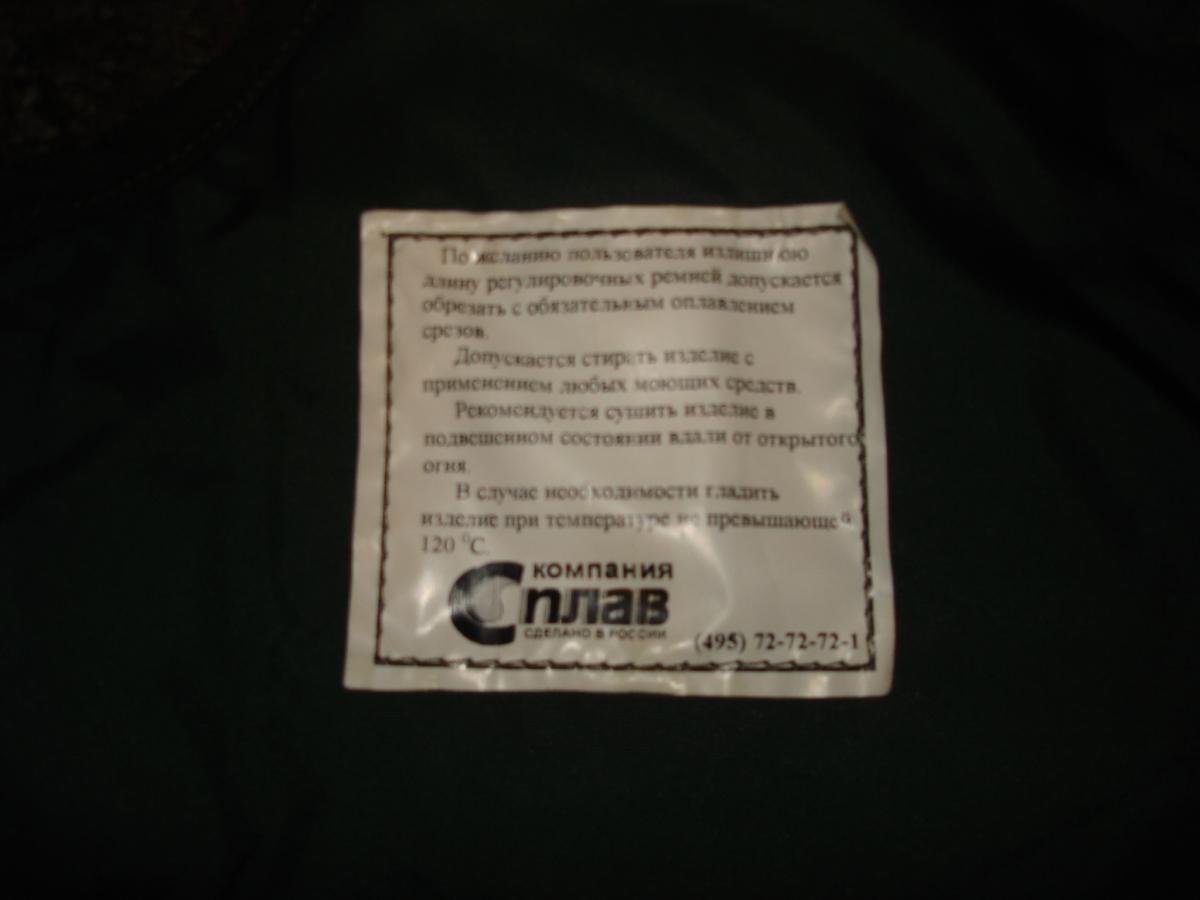 По желанию пользователя излишнюю
длину регулировочных ремней допускается
обрезать с обязательным оплавлением
срезов.
Допускается стирать изделие с
применением любых моющих средств.
Рекомендуется сушить изделие в
подвешенном состоянии вдали от открытого
огня.
В случае необходимости гладить
изделие при температуре не превышающей
120 °С.
компания
Сплав
СДЕЛАНО В РОССИИ
(495) 72-72-72-1